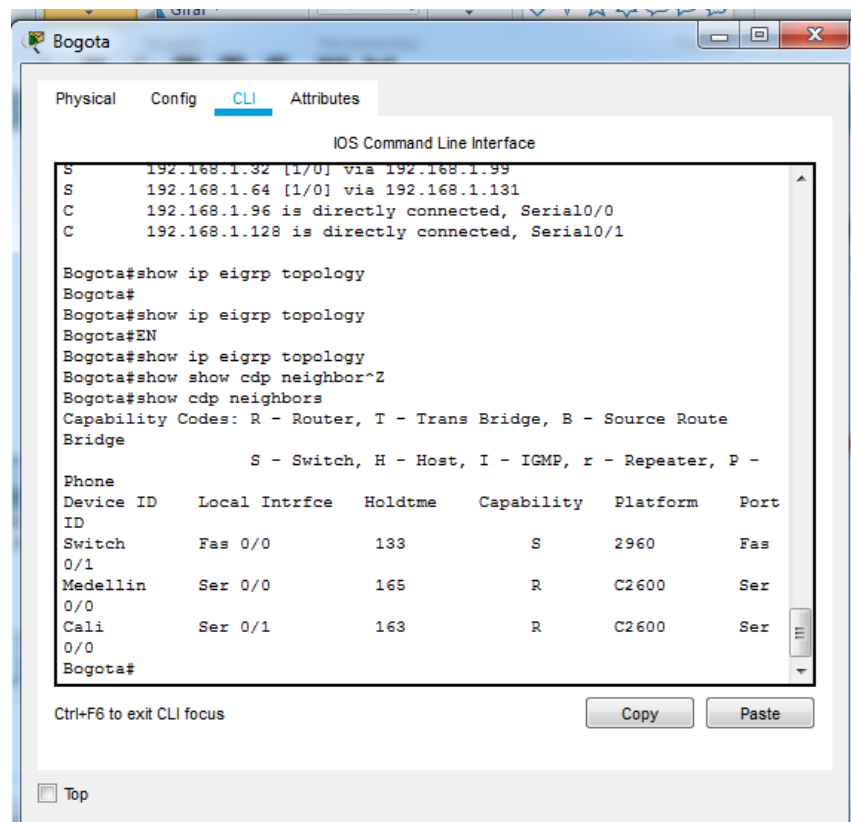 Giral
Bogota
Physical Config CLI Attributes
IOS Command Line Interface
S 192.168.1.32 [1/0] via 192.168.1.99
S 192.168.1.64 [1/0] via 192.168.1.131
C 192.168.1.96 is directly connected, Serial0/0
C 192.168.1.128 is directly connected, Serial0/1
Bogota#show ip eigrp topology
Bogota#
Bogota#show ip eigrp topology
Bogota#EN
Bogota#show ip eigrp topology
Bogota#show show cdp neighbor^Z
Bogota#show cdp neighbors
Capability Codes: R - Router, T - Trans Bridge, B - Source Route
Bridge
S - Switch, H - Host, I - IGMP, r - Repeater, P -
Phone
Device ID Local Intrfce Holdtme Capability Platform Port
ID
Switch Fas 0/0 133 S 2960 Fas
0/1
Medellin Ser 0/0 165 R C2600 Ser
0/0
Cali Ser 0/1 163 R C2600 Ser
0/0
Bogota#
Ctrl+F6 to exit CLI focus
Copy Paste
Top